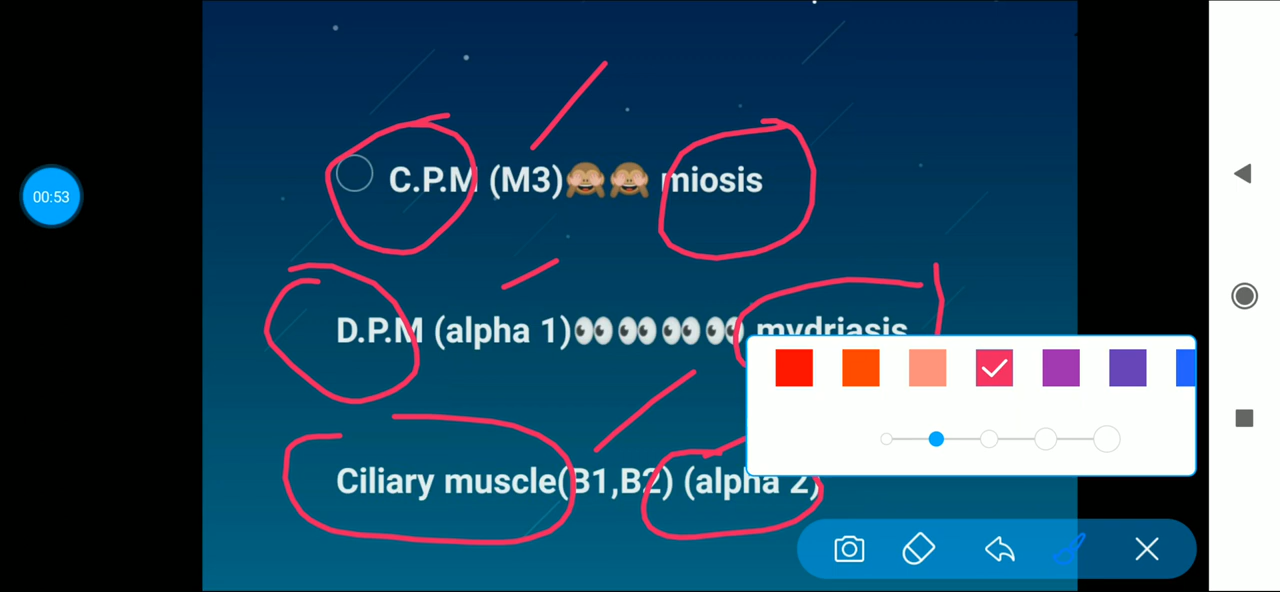 00:53
C.P.M (M3)🙈🙈 miosis
D.P.M (alpha 1)👀👀👀👀 mydriasis
Ciliary muscle(B1,B2) (alpha 2)